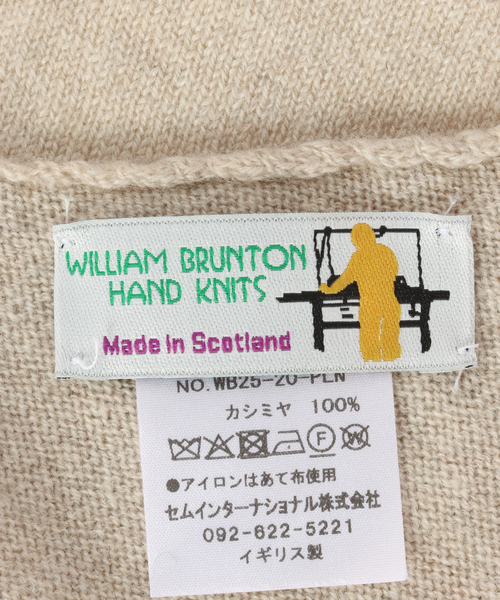 WILLIAM BRUNTON
HAND KNITS
Made in Scotland
NO.WB25-20-PLN
カシミヤ 100%
F W
●アイロンはあて布使用
セムインターナショナル株式会社
092-622-5221
イギリス製